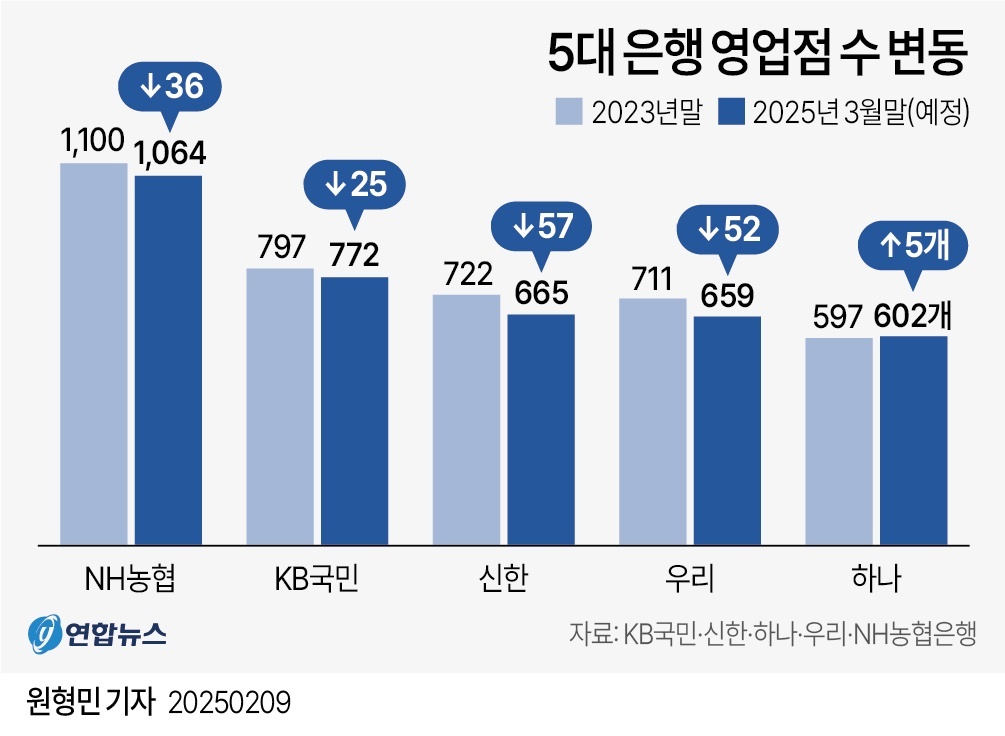 5대 은행 영업점 수 변동
2023년말 2025년 3월말(예정)
↓36
1,100 1,064
↓25
797 772
↓57
722 665
↓52
711 659
↑5개
597 602개
NH농협 KB국민 신한 우리 하나
연합뉴스
자료: KB국민·신한·하나·우리·NH농협은행
원형민 기자 20250209